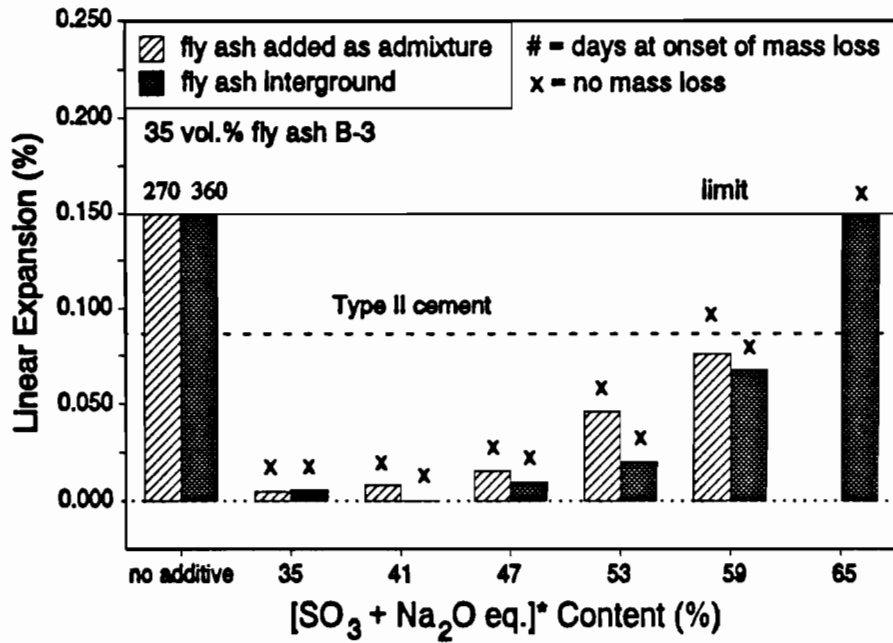 0.250
0.200
0.150
0.100
0.050
0.000
Linear Expansion (%)
fly ash added as admixture
fly ash interground
# = days at onset of mass loss
x = no mass loss
35 vol.% fly ash B-3
270 360
limit
Type II cement
x x x x x x x x x x x
no additive 35 41 47 53 59 65
[SO₃ + Na₂O eq.]* Content (%)